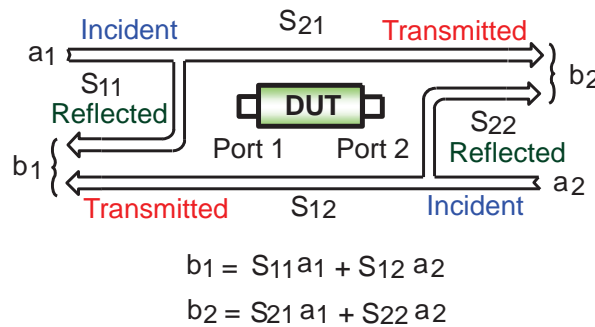 S21
Incident Transmitted
a1
S11 b2
Reflected DUT S22
b1 Port 1 Port 2 Reflected
Transmitted S12 Incident a2
b1 = S11 a1 + S12 a2
b2 = S21 a1 + S22 a2